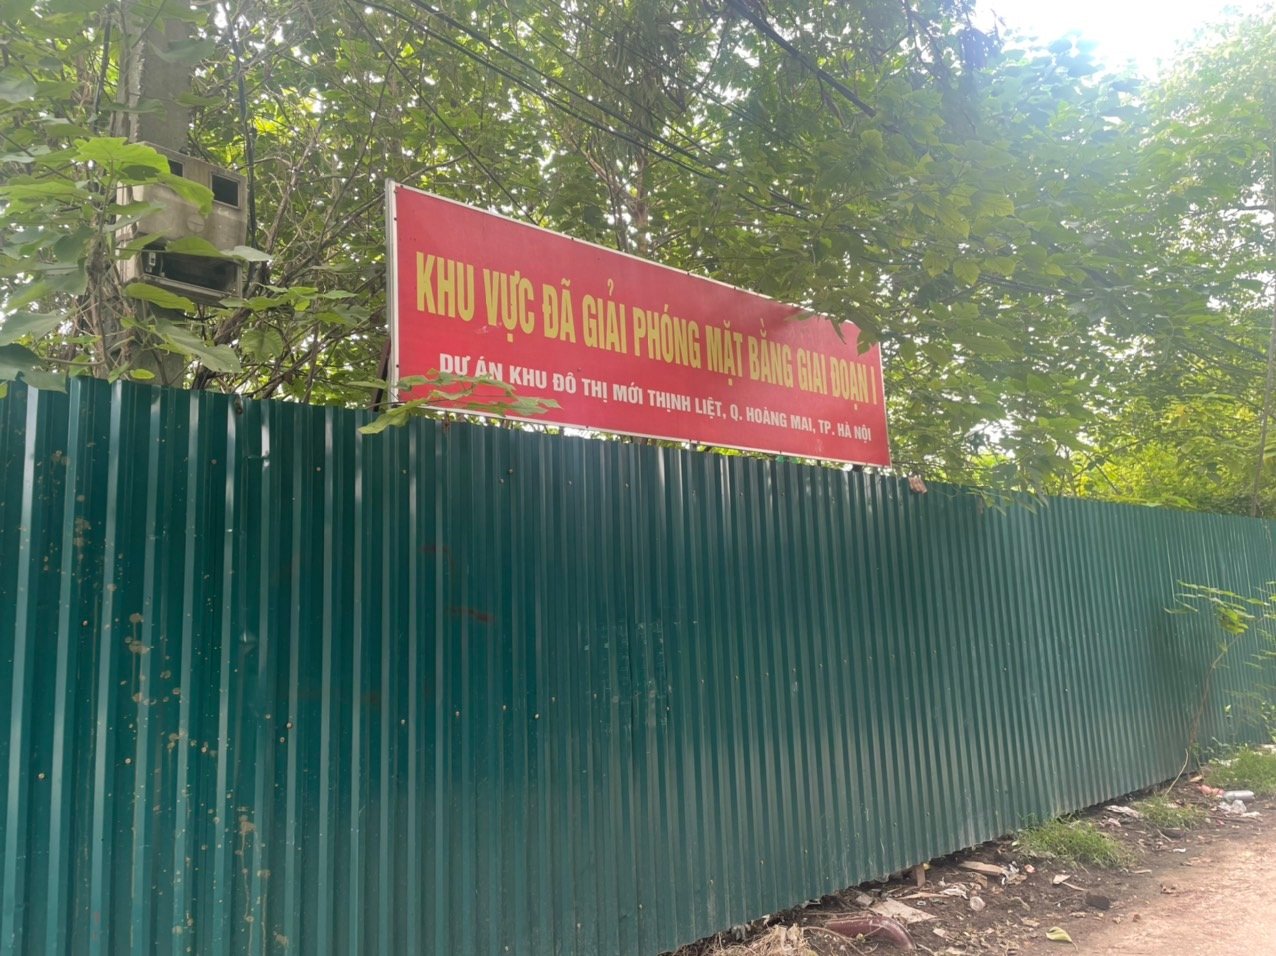 KHU VỰC ĐÃ GIẢI PHÓNG MẶT BẰNG GIAI ĐOẠN I
DỰ ÁN KHU ĐÔ THỊ MỚI THỊNH LIỆT, Q. HOÀNG MAI, TP. HÀ NỘI